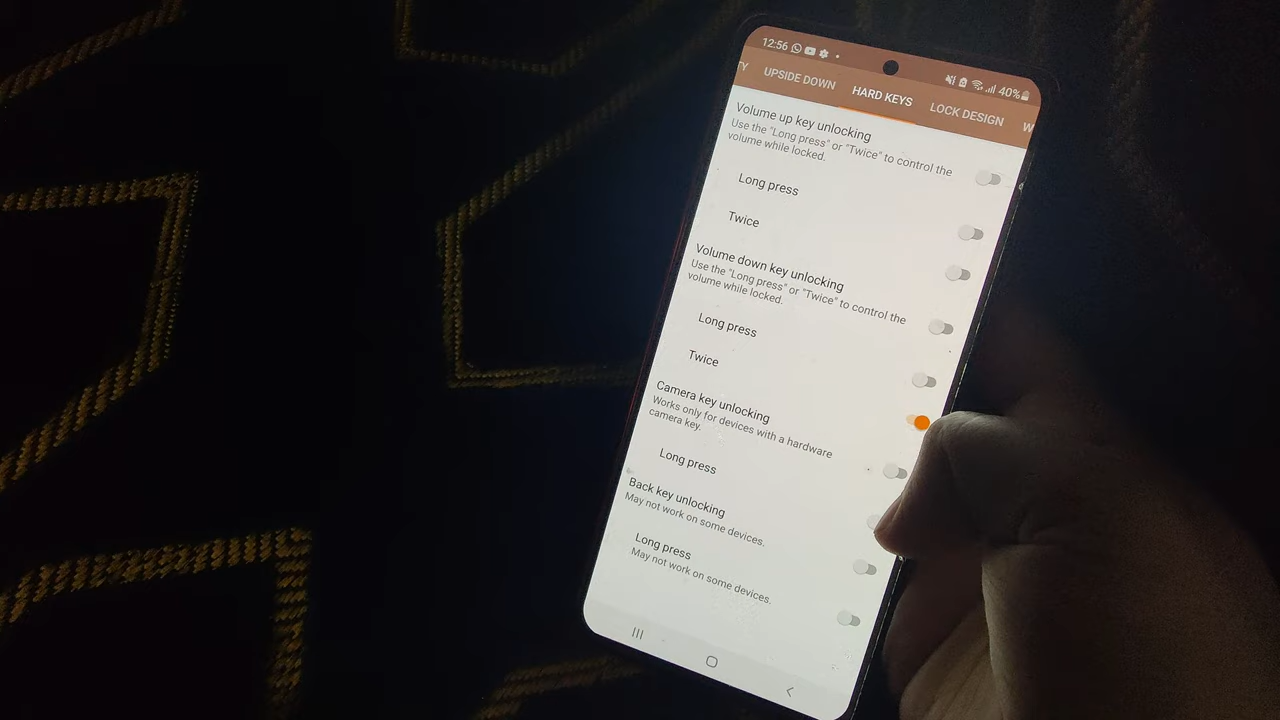 12:56
40%
TY UPSIDE DOWN HARD KEYS LOCK DESIGN W
Volume up key unlocking
Use the "Long press" or "Twice" to control the
volume while locked.
Long press
Twice
Volume down key unlocking
Use the "Long press" or "Twice" to control the
volume while locked.
Long press
Twice
Camera key unlocking
Works only for devices with a hardware
camera key.
Long press
Back key unlocking
May not work on some devices.
Long press
May not work on some devices.